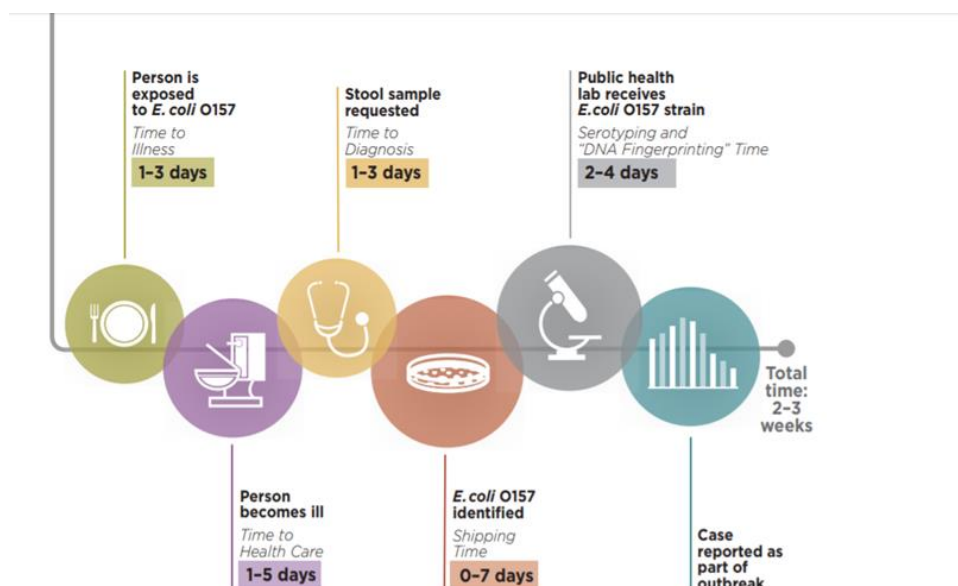 Person is
exposed
to E. coli O157
Time to
Illness
1–3 days
Stool sample
requested
Time to
Diagnosis
1–3 days
Public health
lab receives
E.coli O157 strain
Serotyping and
“DNA Fingerprinting” Time
2–4 days
Total
time:
2–3
weeks
Person
becomes ill
Time to
Health Care
1–5 days
E.coli O157
identified
Shipping
Time
0–7 days
Case
reported as
part of
outbreak